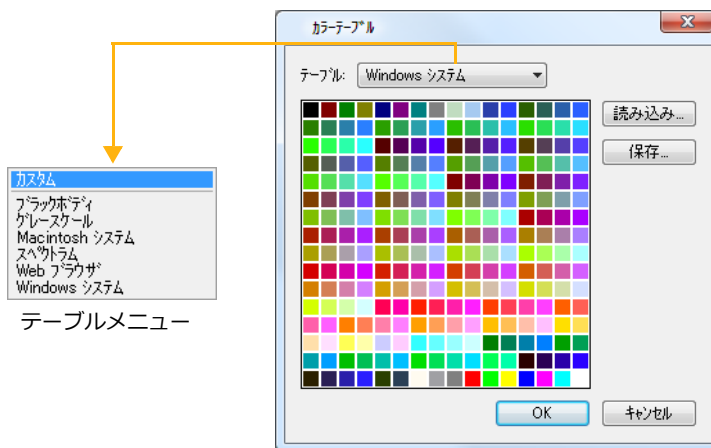 カラーテーブル
テーブル:
Windows システム
読み込み...
保存...
カスタム
ブラックボディ
グレースケール
Macintosh システム
スペクトラム
Web ブラウザ
Windows システム
テーブルメニュー
OK
キャンセル